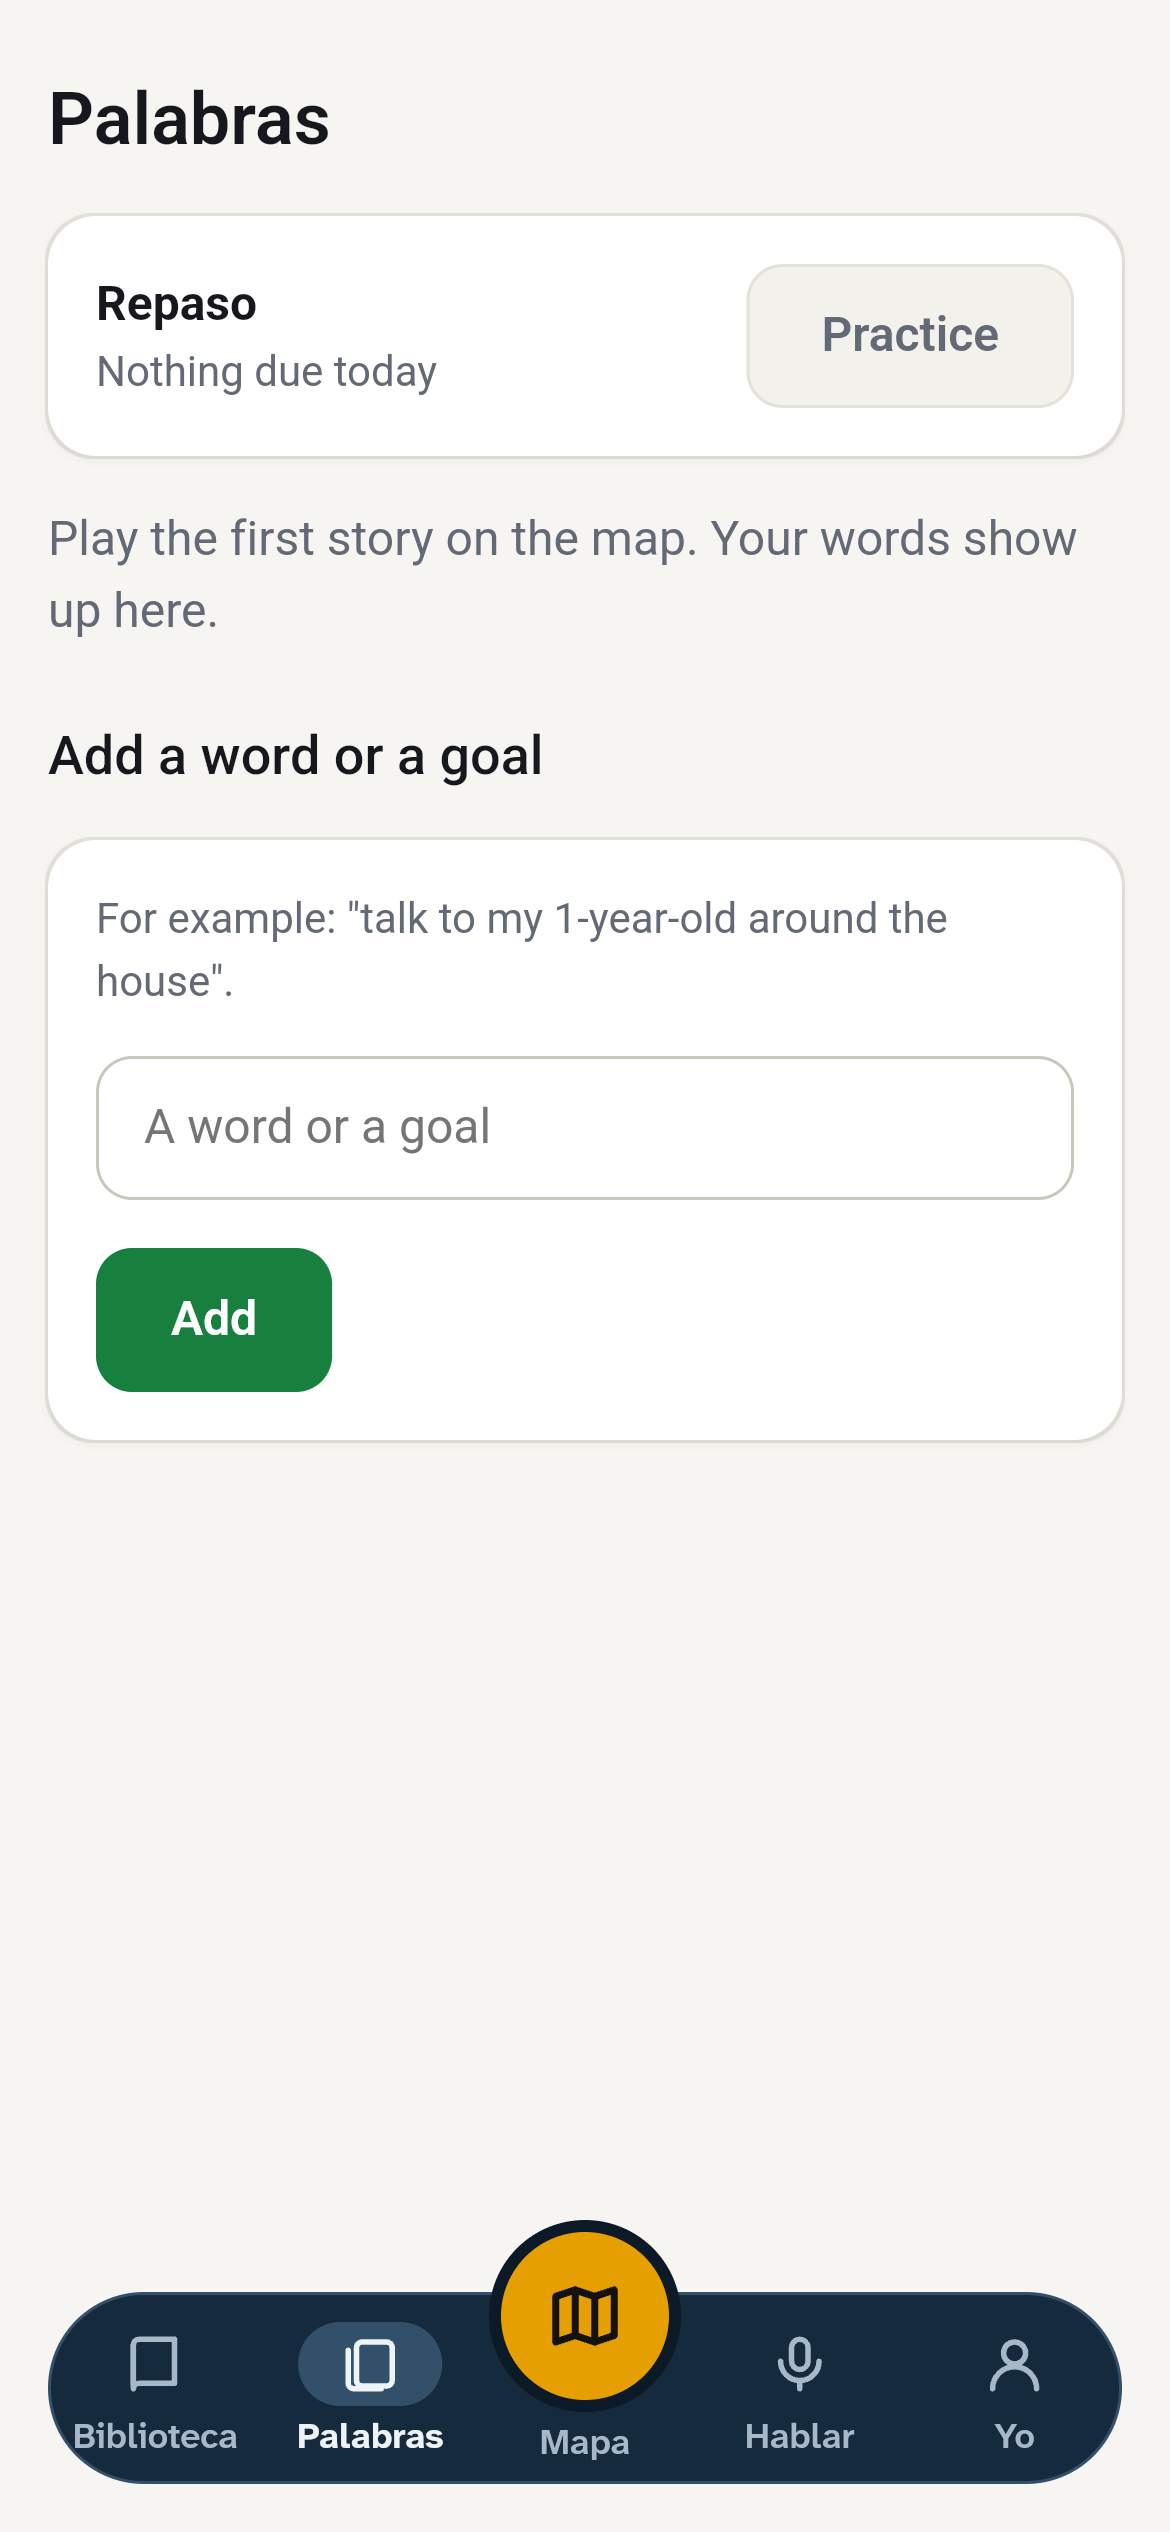 Palabras
Repaso
Nothing due today
Practice
Play the first story on the map. Your words show
up here.
Add a word or a goal
For example: "talk to my 1-year-old around the
house".
A word or a goal
Add
Biblioteca
Palabras
Mapa
Hablar
Yo